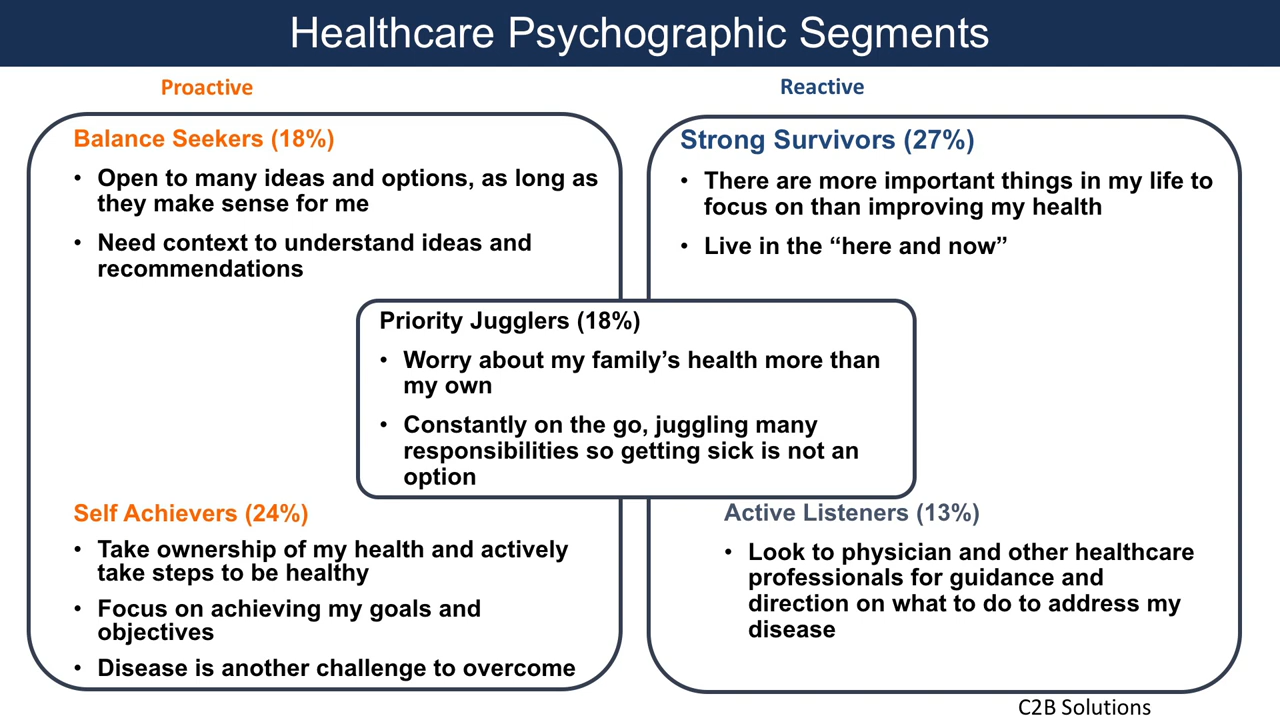 Healthcare Psychographic Segments
Proactive
Reactive
Balance Seekers (18%)
• Open to many ideas and options, as long as
they make sense for me
• Need context to understand ideas and
recommendations
Strong Survivors (27%)
• There are more important things in my life to
focus on than improving my health
• Live in the “here and now”
Priority Jugglers (18%)
• Worry about my family’s health more than
my own
• Constantly on the go, juggling many
responsibilities so getting sick is not an
option
Self Achievers (24%)
• Take ownership of my health and actively
take steps to be healthy
• Focus on achieving my goals and
objectives
• Disease is another challenge to overcome
Active Listeners (13%)
• Look to physician and other healthcare
professionals for guidance and
direction on what to do to address my
disease
C2B Solutions